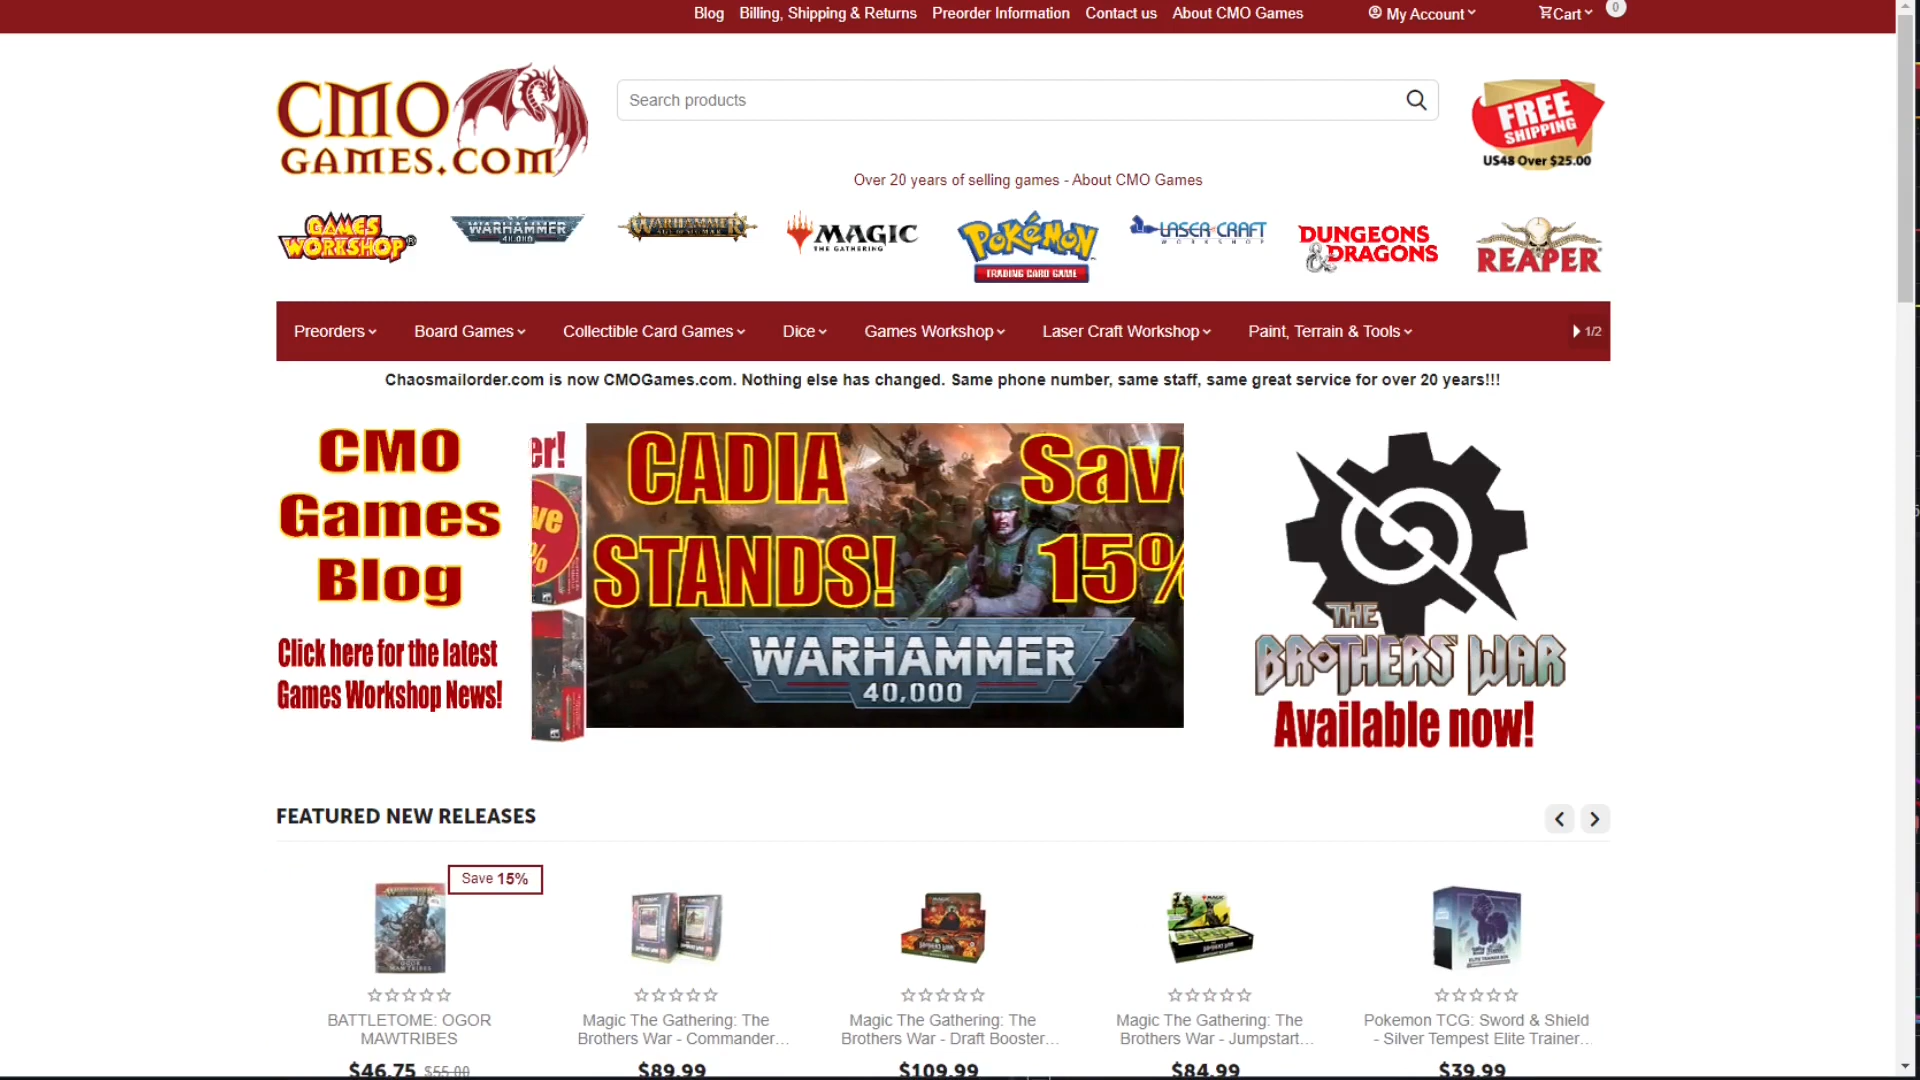 Blog Billing, Shipping & Returns Preorder Information Contact us About CMO Games My Account Cart 0
CMO
GAMES.COM
Search products
FREE
SHIPPING
US48 Over $25.00
Over 20 years of selling games - About CMO Games
GAMES
WORKSHOP®
WARHAMMER
40,000
WARHAMMER
MAGIC
THE GATHERING
POKÉMON
TRADING CARD GAME
LASER CRAFT
WORKSHOP
DUNGEONS
& DRAGONS
REAPER
Preorders Board Games Collectible Card Games Dice Games Workshop Laser Craft Workshop Paint, Terrain & Tools 1/2
Chaosmailorder.com is now CMOGames.com. Nothing else has changed. Same phone number, same staff, same great service for over 20 years!!!
CMO
Games
Blog
Click here for the latest
Games Workshop News!
er!
ve
%
CADIA
STANDS!
Sav
15%
WARHAMMER
40,000
THE
BROTHERS' WAR
Available now!
FEATURED NEW RELEASES
Save 15%
BATTLETOME: OGOR
MAWTRIBES
$46.75 $55.00
Magic The Gathering: The
Brothers War - Commander...
$89.99
Magic The Gathering: The
Brothers War - Draft Booster...
$109.99
Magic The Gathering: The
Brothers War - Jumpstart...
$84.99
Pokemon TCG: Sword & Shield
- Silver Tempest Elite Trainer...
$39.99